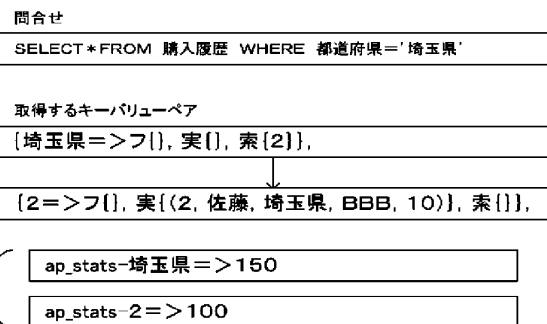 問合せ
SELECT*FROM 購入履歴 WHERE 都道府県='埼玉県'
取得するキーバリューペア
{埼玉県=>フ{}, 実{}, 索{2}},
{2=>フ{}, 実{(2, 佐藤, 埼玉県, BBB, 10)}, 索{}},
ap_stats-埼玉県=>150
ap_stats-2=>100